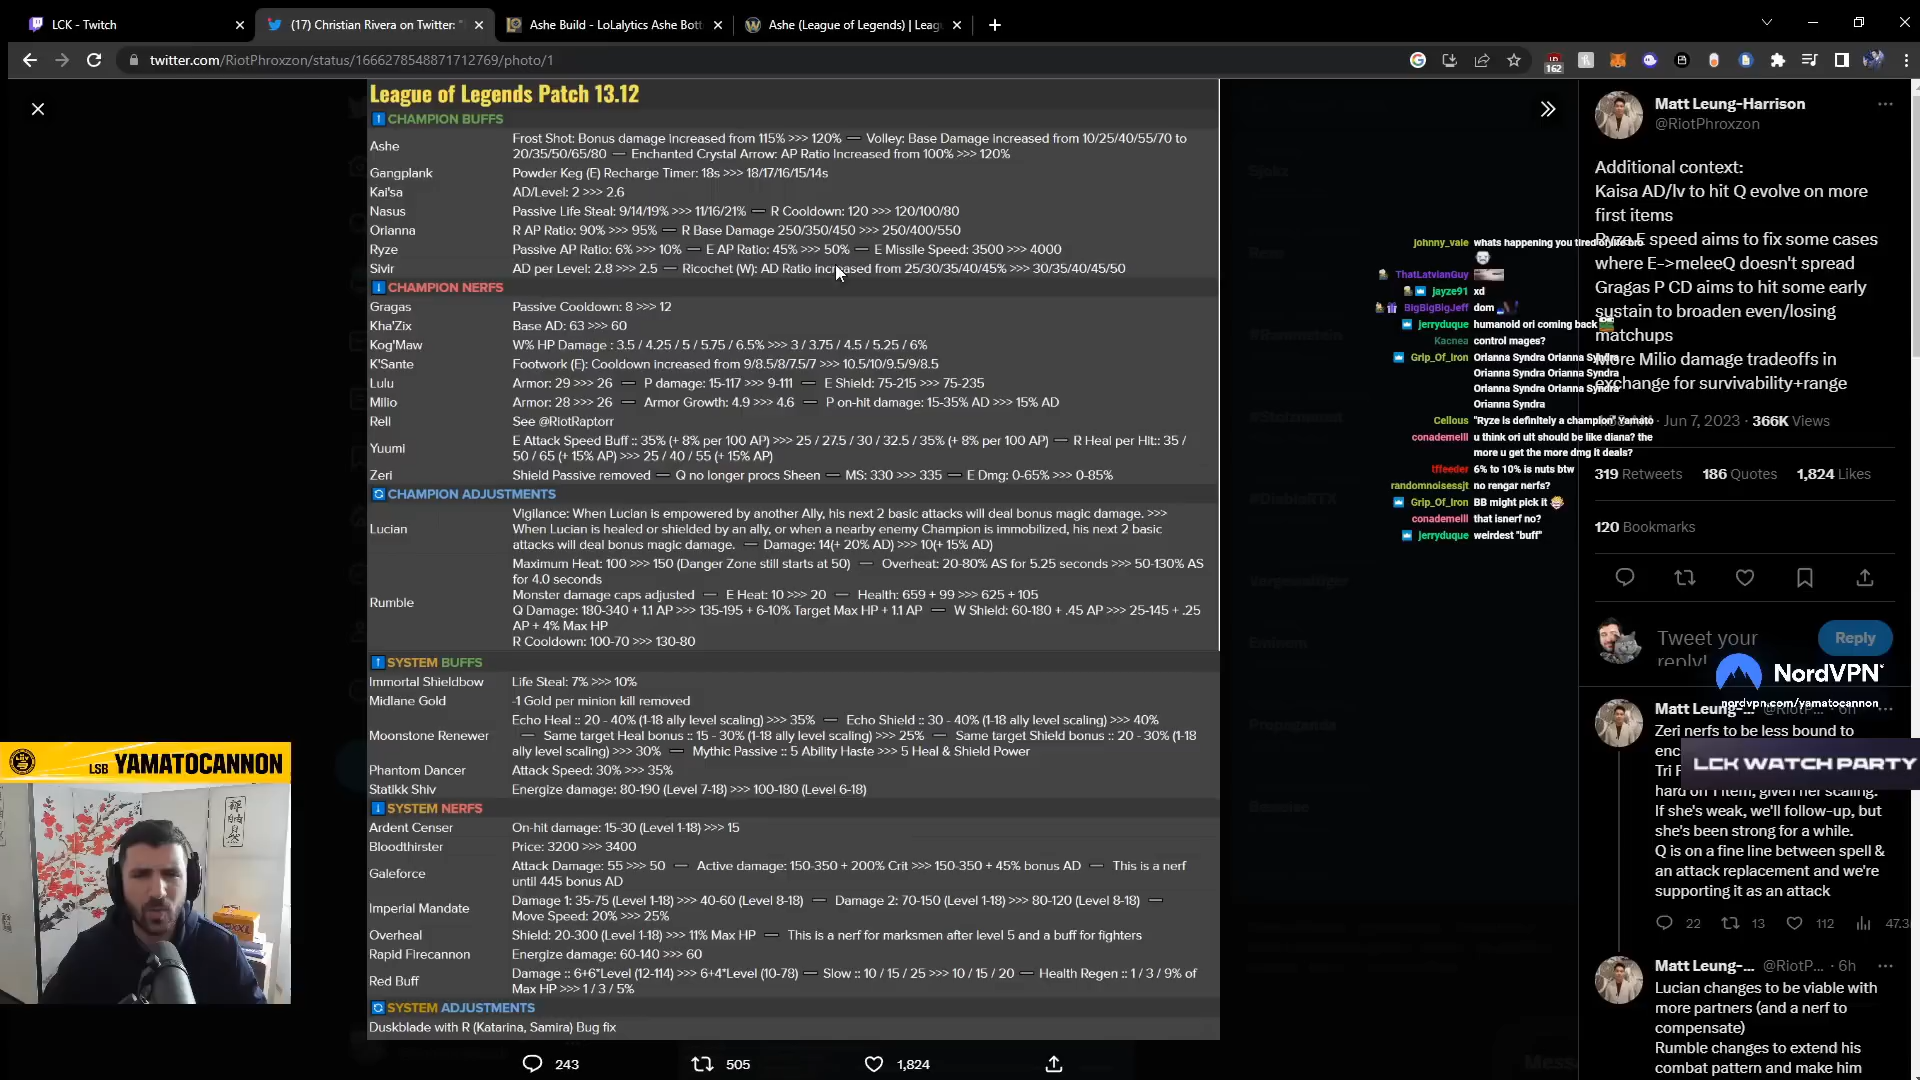 LCK - Twitch
(17) Christian Rivera on Twitter: "
Ashe Build - LoLalytics Ashe Bott
Ashe (League of Legends) | Leag
twitter.com/RiotPhroxzon/status/1666278548871712769/photo/1
162
League of Legends Patch 13.12
CHAMPION BUFFS
Ashe
Frost Shot: Bonus damage increased from 115% >>> 120% — Volley: Base Damage increased from 10/25/40/55/70 to
20/35/50/65/80 — Enchanted Crystal Arrow: AP Ratio Increased from 100% >>> 120%
Gangplank Powder Keg (E) Recharge Timer: 18s >>> 18/17/16/15/14s
Kai'sa AD/Level: 2 >>> 2.6
Nasus Passive Life Steal: 9/14/19% >>> 11/16/21% — R Cooldown: 120 >>> 120/100/80
Orianna R AP Ratio: 90% >>> 95% — R Base Damage 250/350/450 >>> 250/400/550
Ryze Passive AP Ratio: 6% >>> 10% — E AP Ratio: 45% >>> 50% — E Missile Speed: 3500 >>> 4000
Sivir AD per Level: 2.8 >>> 2.5 — Ricochet (W): AD Ratio increased from 25/30/35/40/45% >>> 30/35/40/45/50
CHAMPION NERFS
Gragas Passive Cooldown: 8 >>> 12
Kha'Zix Base AD: 63 >>> 60
Kog'Maw W% HP Damage : 3.5 / 4.25 / 5 / 5.75 / 6.5% >>> 3 / 3.75 / 4.5 / 5.25 / 6%
K'Sante Footwork (E): Cooldown increased from 9/8.5/8/7.5/7 >>> 10.5/10/9.5/9/8.5
Lulu Armor: 29 >>> 26 — P damage: 15-117 >>> 9-111 — E Shield: 75-215 >>> 75-235
Milio Armor: 28 >>> 26 — Armor Growth: 4.9 >>> 4.6 — P on-hit damage: 15-35% AD >>> 15% AD
Rell See @RiotRaptorr
Yuumi
E Attack Speed Buff :: 35% (+ 8% per 100 AP) >>> 25 / 27.5 / 30 / 32.5 / 35% (+ 8% per 100 AP) — R Heal per Hit:: 35 /
50 / 65 (+ 15% AP) >>> 25 / 40 / 55 (+ 15% AP)
Zeri Shield Passive removed — Q no longer procs Sheen — MS: 330 >>> 335 — E Dmg: 0-65% >>> 0-85%
CHAMPION ADJUSTMENTS
Lucian
Vigilance: When Lucian is empowered by another Ally, his next 2 basic attacks will deal bonus magic damage. >>>
When Lucian is healed or shielded by an ally, or when a nearby enemy Champion is immobilized, his next 2 basic
attacks will deal bonus magic damage. — Damage: 14(+ 20% AD) >>> 10(+ 15% AD)
Rumble
Maximum Heat: 100 >>> 150 (Danger Zone still starts at 50) — Overheat: 20-80% AS for 5.25 seconds >>> 50-130% AS
for 4.0 seconds
Monster damage caps adjusted — E Heat: 10 >>> 20 — Health: 659 + 99 >>> 625 + 105
Q Damage: 180-340 + 1.1 AP >>> 135-195 + 6-10% Target Max HP + 1.1 AP — W Shield: 60-180 + .45 AP >>> 25-145 + .25
AP + 4% Max HP
R Cooldown: 100-70 >>> 130-80
SYSTEM BUFFS
Immortal Shieldbow Life Steal: 7% >>> 10%
Midlane Gold -1 Gold per minion kill removed
Moonstone Renewer
Echo Heal :: 20 - 40% (1-18 ally level scaling) >>> 35% — Echo Shield :: 30 - 40% (1-18 ally level scaling) >>> 40%
— Same target Heal bonus :: 15 - 30% (1-18 ally level scaling) >>> 25% — Same target Shield bonus :: 20 - 30% (1-18
ally level scaling) >>> 30% — Mythic Passive :: 5 Ability Haste >>> 5 Heal & Shield Power
Phantom Dancer Attack Speed: 30% >>> 35%
Statikk Shiv Energize damage: 80-190 (Level 7-18) >>> 100-180 (Level 6-18)
SYSTEM NERFS
Ardent Censer On-hit damage: 15-30 (Level 1-18) >>> 15
Bloodthirster Price: 3200 >>> 3400
Galeforce
Attack Damage: 55 >>> 50 — Active damage: 150-350 + 200% Crit >>> 150-350 + 45% bonus AD — This is a nerf
until 445 bonus AD
Imperial Mandate
Damage 1: 35-75 (Level 1-18) >>> 40-60 (Level 8-18) — Damage 2: 70-150 (Level 1-18) >>> 80-120 (Level 8-18) —
Move Speed: 20% >>> 25%
Overheal Shield: 20-300 (Level 1-18) >>> 11% Max HP — This is a nerf for marksmen after level 5 and a buff for fighters
Rapid Firecannon Energize damage: 60-140 >>> 60
Red Buff
Damage :: 6+6*Level (12-114) >>> 6+4*Level (10-78) — Slow :: 10 / 15 / 25 >>> 10 / 15 / 20 — Health Regen :: 1 / 3 / 9% of
Max HP >>> 1 / 3 / 5%
SYSTEM ADJUSTMENTS
Duskblade with R (Katarina, Samira) Bug fix
243
505
1,824
johnny_vale whats happening you tired of
ThatLatvianGuy
jayze91 xd
BigBigBigJeff dom
jerryduque humanoid ori coming back
Kacnea control mages?
Grip_Of_Iron Orianna Syndra Orianna Syndra
Orianna Syndra Orianna Syndra
Orianna Syndra Orianna Syndra
Orianna Syndra
Cellous "Ryze is definitely a champion" Yamato
conademelll u think ori ult should be like diana? the
more u get the more dmg it deals?
tffeeder 6% to 10% is nuts btw
randomnoisessjt no rengar nerfs?
Grip_Of_Iron BB might pick it
conademelll that isnerf no?
jerryduque weirdest "buff"
Matt Leung-Harrison
@RiotPhroxzon
Additional context:
Kaisa AD/lv to hit Q evolve on more
first items
Ryze E speed aims to fix some cases
where E->meleeQ doesn't spread
Gragas P CD aims to hit some early
sustain to broaden even/losing
matchups
More Milio damage tradeoffs in
exchange for survivability+range
Jun 7, 2023 · 366K Views
319 Retweets 186 Quotes 1,824 Likes
120 Bookmarks
Tweet your
reply!
Reply
NordVPN
nordvpn.com/yamatocannon
Matt Leung-...
Zeri nerfs to be less bound to
LCK WATCH PARTY
hard on 1 item, given her scaling.
If she's weak, we'll follow-up, but
she's been strong for a while.
Q is on a fine line between spell &
an attack replacement and we're
supporting it as an attack
22 13 112 47.3
Matt Leung-... @RiotP... · 6h
Lucian changes to be viable with
more partners (and a nerf to
compensate)
Rumble changes to extend his
combat pattern and make him
LSB YAMATOCANNON